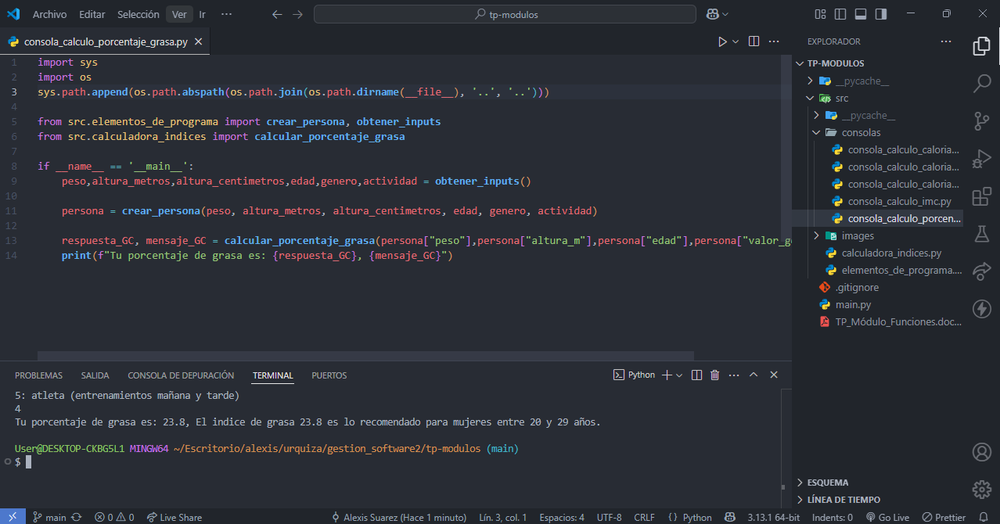 Archivo Editar Selección Ver Ir ··· tp-modulos
consola_calculo_porcentaje_grasa.py
1 import sys
2 import os
3 sys.path.append(os.path.abspath(os.path.join(os.path.dirname(__file__), '..', '..')))
4
5 from src.elementos_de_programa import crear_persona, obtener_inputs
6 from src.calculadora_indices import calcular_porcentaje_grasa
7
8 if __name__ == '__main__':
9 peso,altura_metros,altura_centimetros,edad,genero,actividad = obtener_inputs()
10
11 persona = crear_persona(peso, altura_metros, altura_centimetros, edad, genero, actividad)
12
13 respuesta_GC, mensaje_GC = calcular_porcentaje_grasa(persona["peso"],persona["altura_m"],persona["edad"],persona["valor_ge
14 print(f"Tu porcentaje de grasa es: {respuesta_GC}, {mensaje_GC}")
EXPLORADOR
TP-MODULOS
__pycache__
src
__pycache__
consolas
consola_calculo_caloria...
consola_calculo_caloria...
consola_calculo_caloria...
consola_calculo_imc.py
consola_calculo_porcen...
images
calculadora_indices.py
elementos_de_programa....
.gitignore
main.py
TP_Módulo_Funciones.doc...
ESQUEMA
LÍNEA DE TIEMPO
PROBLEMAS SALIDA CONSOLA DE DEPURACIÓN TERMINAL PUERTOS Python
5: atleta (entrenamientos mañana y tarde)
4
Tu porcentaje de grasa es: 23.8, El indice de grasa 23.8 es lo recomendado para mujeres entre 20 y 29 años.
User@DESKTOP-CKBG5L1 MINGW64 ~/Escritorio/alexis/urquiza/gestion_software2/tp-modulos (main)
$
main 0 0 Live Share Alexis Suarez (Hace 1 minuto) Lín. 3, col. 1 Espacios: 4 UTF-8 CRLF {} Python 3.13.1 64-bit Indents: 0 Go Live Prettier